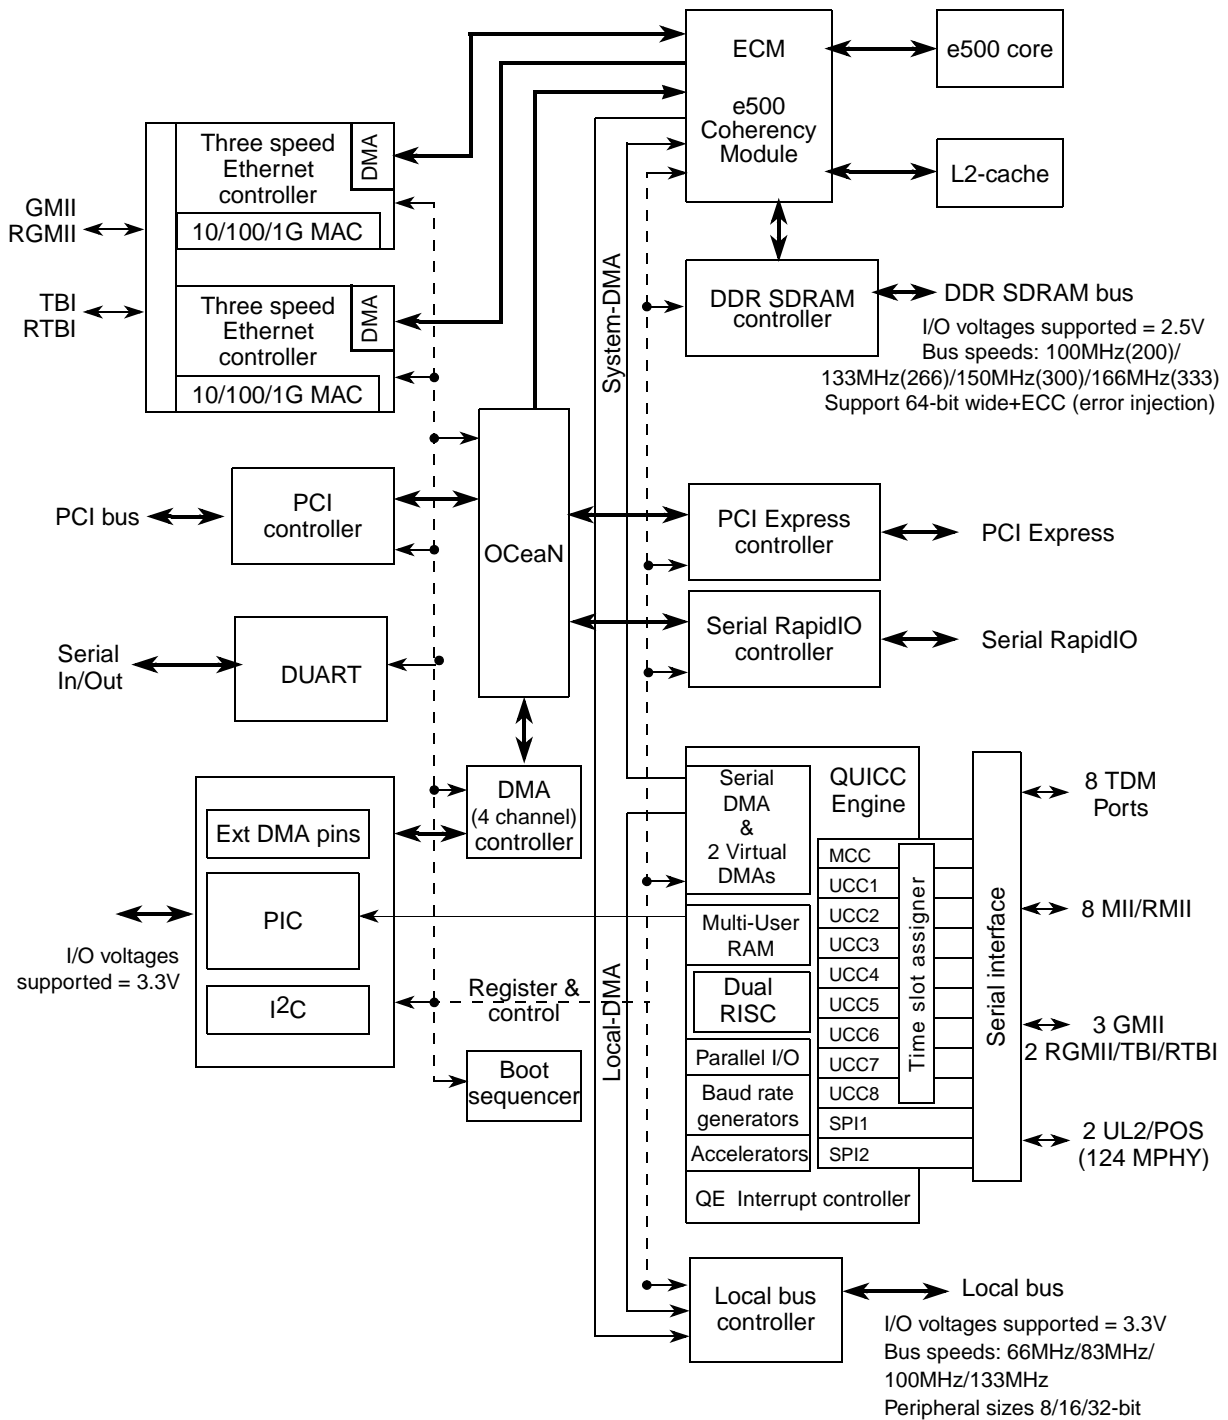 ECM
e500
Coherency
Module
e500 core
L2-cache
Three speed
Ethernet
controller
DMA
10/100/1G MAC
GMII
RGMII
TBI
RTBI
Three speed
Ethernet
controller
DMA
10/100/1G MAC
System-DMA
DDR SDRAM
controller
DDR SDRAM bus
I/O voltages supported = 2.5V
Bus speeds: 100MHz(200)/
133MHz(266)/150MHz(300)/166MHz(333)
Support 64-bit wide+ECC (error injection)
PCI bus
PCI
controller
OCeaN
PCI Express
controller
PCI Express
Serial RapidIO
controller
Serial RapidIO
Serial
In/Out
DUART
DMA
(4 channel)
controller
Ext DMA pins
PIC
I2C
I/O voltages
supported = 3.3V
Register &
control
Boot
sequencer
Local-DMA
Serial
DMA
&
2 Virtual
DMAs
QUICC
Engine
Multi-User
RAM
Dual
RISC
Parallel I/O
Baud rate
generators
Accelerators
QE Interrupt controller
MCC
UCC1
UCC2
UCC3
UCC4
UCC5
UCC6
UCC7
UCC8
SPI1
SPI2
Time slot assigner
Serial interface
8 TDM
Ports
8 MII/RMII
3 GMII
2 RGMII/TBI/RTBI
2 UL2/POS
(124 MPHY)
Local bus
controller
Local bus
I/O voltages supported = 3.3V
Bus speeds: 66MHz/83MHz/
100MHz/133MHz
Peripheral sizes 8/16/32-bit